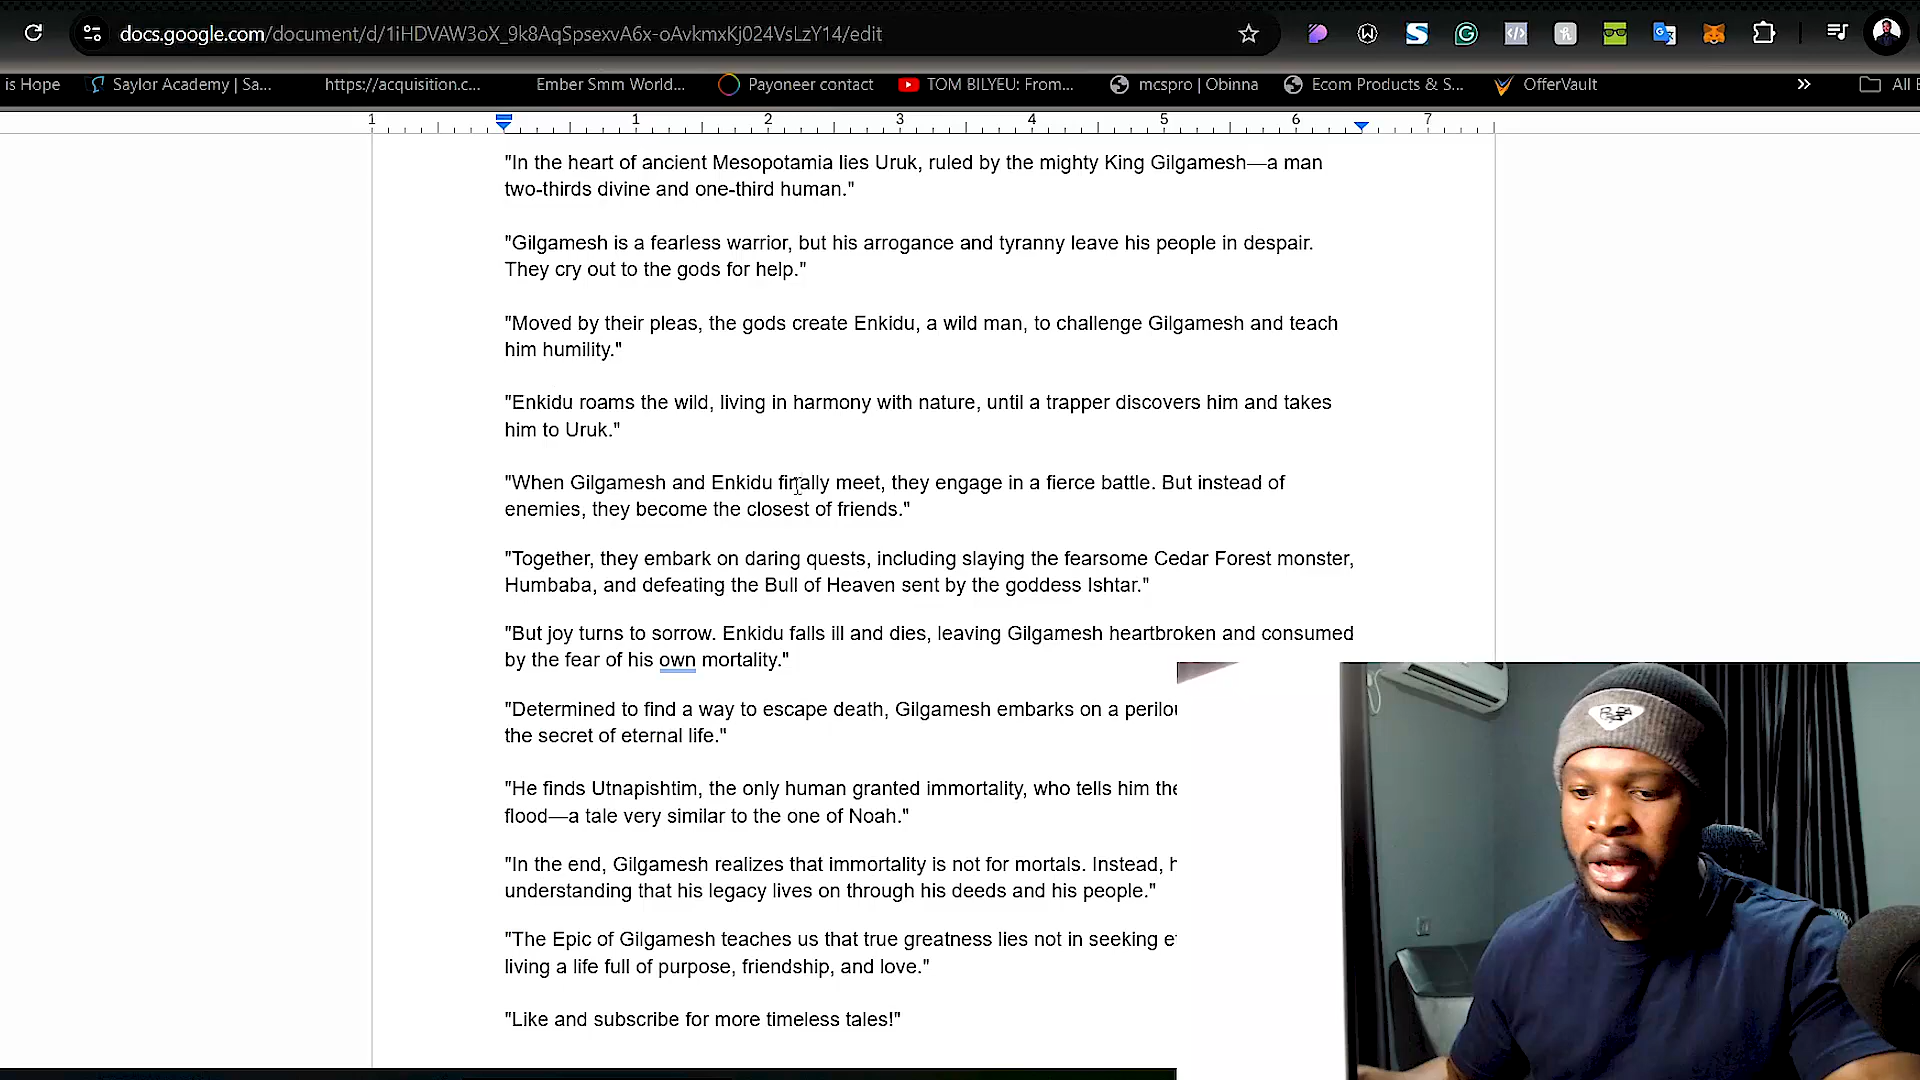 docs.google.com/document/d/1iHDVAW3oX_9k8AqSpsexvA6x-oAvkmxKj024VsLzY14/edit
is Hope Saylor Academy | Sa... https://acquisition.c... Ember Smm World... Payoneer contact TOM BILYEU: From... mcspro | Obinna Ecom Products & S... OfferVault » All
1 1 2 3 4 5 6 7
"In the heart of ancient Mesopotamia lies Uruk, ruled by the mighty King Gilgamesh—a man
two-thirds divine and one-third human."
"Gilgamesh is a fearless warrior, but his arrogance and tyranny leave his people in despair.
They cry out to the gods for help."
"Moved by their pleas, the gods create Enkidu, a wild man, to challenge Gilgamesh and teach
him humility."
"Enkidu roams the wild, living in harmony with nature, until a trapper discovers him and takes
him to Uruk."
"When Gilgamesh and Enkidu finally meet, they engage in a fierce battle. But instead of
enemies, they become the closest of friends."
"Together, they embark on daring quests, including slaying the fearsome Cedar Forest monster,
Humbaba, and defeating the Bull of Heaven sent by the goddess Ishtar."
"But joy turns to sorrow. Enkidu falls ill and dies, leaving Gilgamesh heartbroken and consumed
by the fear of his own mortality."
"Determined to find a way to escape death, Gilgamesh embarks on a
the secret of eternal life."
"He finds Utnapishtim, the only human granted immortality, who tells him
flood—a tale very similar to the one of Noah."
"In the end, Gilgamesh realizes that immortality is not for mortals. Instead,
understanding that his legacy lives on through his deeds and his people."
"The Epic of Gilgamesh teaches us that true greatness lies not in seeking
living a life full of purpose, friendship, and love."
"Like and subscribe for more timeless tales!"